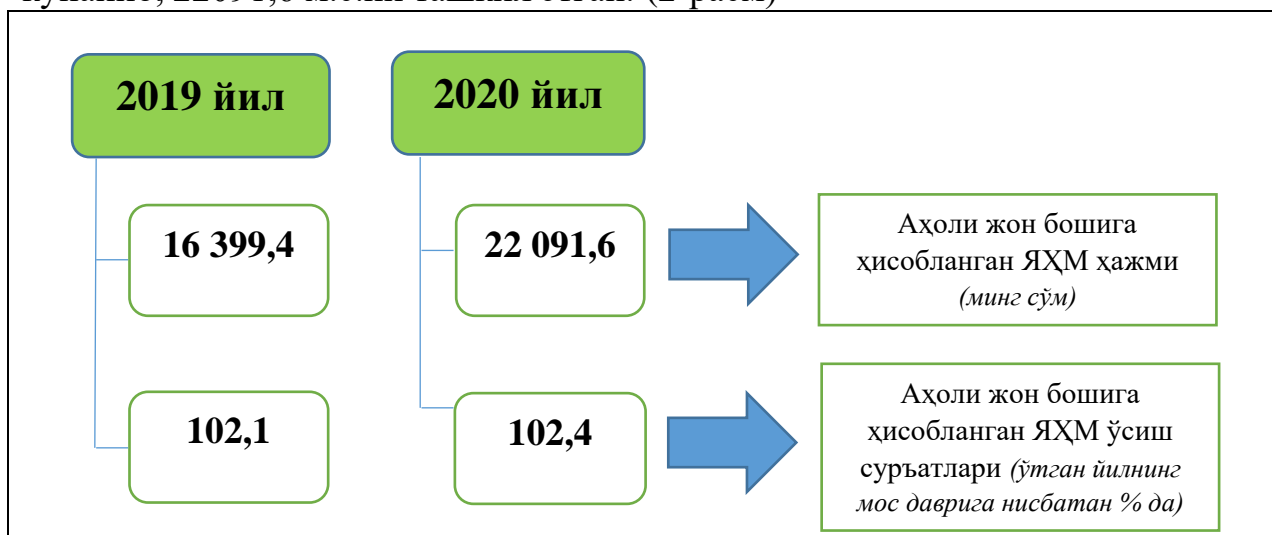 2019 йил
2020 йил
16 399,4
22 091,6
Аҳоли жон бошига
ҳисобланган ЯҲМ ҳажми
(минг сўм)
102,1
102,4
Аҳоли жон бошига
ҳисобланган ЯҲМ ўсиш
суръатлари (ўтган йилнинг
мос даврига нисбатан % да)